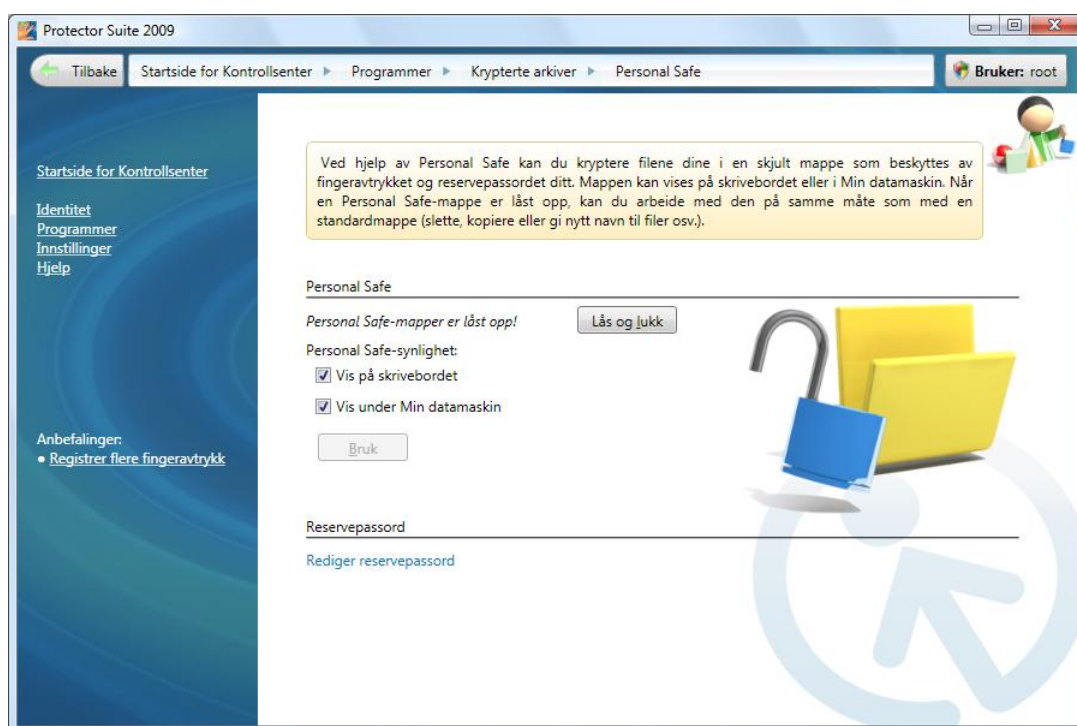 Protector Suite 2009
Tilbake Startside for Kontrollsenter Programmer Krypterte arkiver Personal Safe Bruker: root
Startside for Kontrollsenter
Identitet
Programmer
Innstillinger
Hjelp
Anbefalinger:
• Registrer flere fingeravtrykk
Ved hjelp av Personal Safe kan du kryptere filene dine i en skjult mappe som beskyttes av
fingeravtrykket og reservepassordet ditt. Mappen kan vises på skrivebordet eller i Min datamaskin. Når
en Personal Safe-mappe er låst opp, kan du arbeide med den på samme måte som med en
standardmappe (slette, kopiere eller gi nytt navn til filer osv.).
Personal Safe
Personal Safe-mapper er låst opp! Lås og lukk
Personal Safe-synlighet:
Vis på skrivebordet
Vis under Min datamaskin
Bruk
Reservepassord
Rediger reservepassord